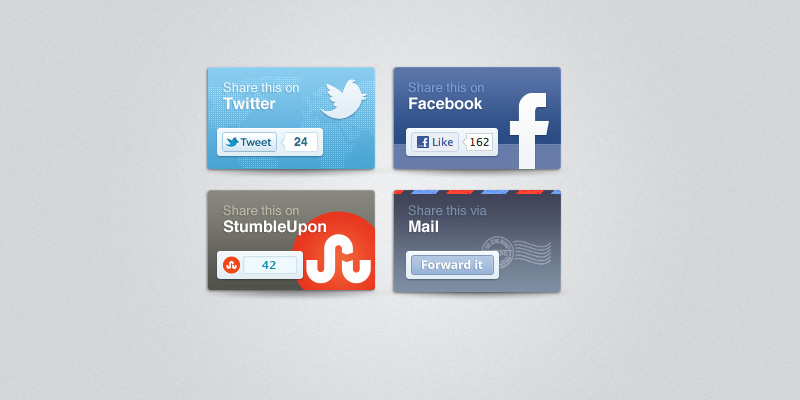 Share this on
Twitter
Tweet
24
Share this on
Facebook
Like
162
Share this on
StumbleUpon
42
Share this via
Mail
Forward it